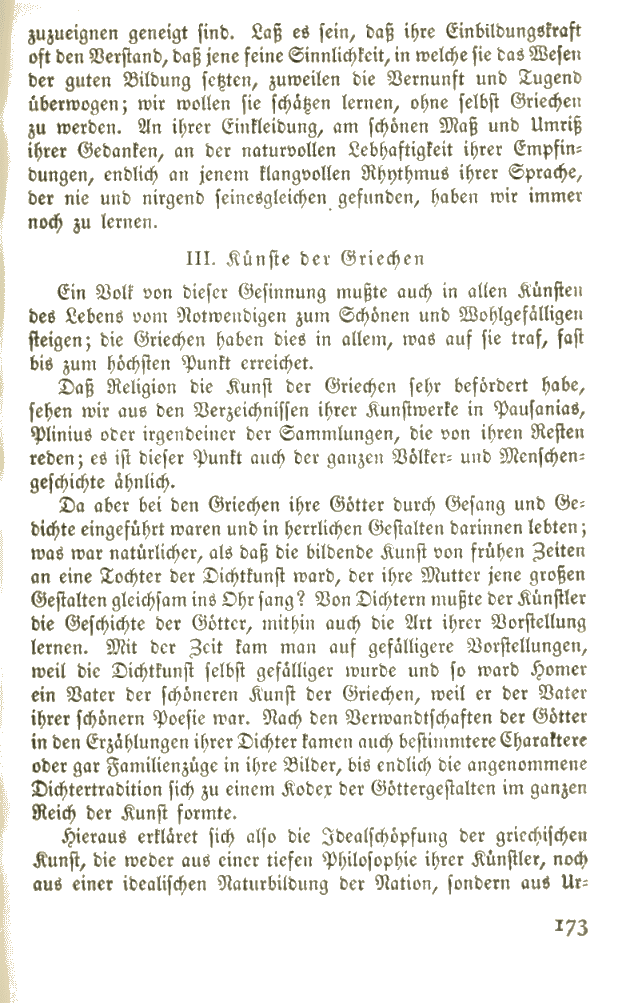 zuzueignen geneigt sind. Laß es sein, daß ihre Einbildungskraft
oft den Verstand, daß jene feine Sinnlichkeit, in welche sie das Wesen
der guten Bildung setzten, zuweilen die Vernunft und Tugend
überwogen; wir wollen sie schätzen lernen, ohne selbst Griechen
zu werden. An ihrer Einkleidung, am schönen Maß und Umriß
ihrer Gedanken, an der naturvollen Lebhaftigkeit ihrer Empfin-
dungen, endlich an jenem klangvollen Rhythmus ihrer Sprache,
der nie und nirgend seinesgleichen gefunden, haben wir immer
noch zu lernen.
III. Künste der Griechen
Ein Volk von dieser Gesinnung mußte auch in allen Künsten
des Lebens vom Notwendigen zum Schönen und Wohlgefälligen
steigen; die Griechen haben dies in allem, was auf sie traf, fast
bis zum höchsten Punkt erreichet.
Daß Religion die Kunst der Griechen sehr befördert habe,
sehen wir aus den Verzeichnissen ihrer Kunstwerke in Pausanias,
Plinius oder irgendeiner der Sammlungen, die von ihren Resten
reden; es ist dieser Punkt auch der ganzen Völker- und Menschen-
geschichte ähnlich.
Da aber bei den Griechen ihre Götter durch Gesang und Ge-
dichte eingeführt waren und in herrlichen Gestalten darinnen lebten;
was war natürlicher, als daß die bildende Kunst von frühen Zeiten
an eine Tochter der Dichtkunst ward, der ihre Mutter jene großen
Gestalten gleichsam ins Ohr sang? Von Dichtern mußte der Künstler
die Geschichte der Götter, mithin auch die Art ihrer Vorstellung
lernen. Mit der Zeit kam man auf gefälligere Vorstellungen,
weil die Dichtkunst selbst gefälliger wurde und so ward Homer
ein Vater der schöneren Kunst der Griechen, weil er der Vater
ihrer schönern Poesie war. Nach den Verwandtschaften der Götter
in den Erzählungen ihrer Dichter kamen auch bestimmtere Charaktere
oder gar Familienzüge in ihre Bilder, bis endlich die angenommene
Dichtertradition sich zu einem Kodex der Göttergestalten im ganzen
Reich der Kunst formte.
Hieraus erkläret sich also die Idealschöpfung der griechischen
Kunst, die weder aus einer tiefen Philosophie ihrer Künstler, noch
aus einer idealischen Naturbildung der Nation, sondern aus Ur-
173